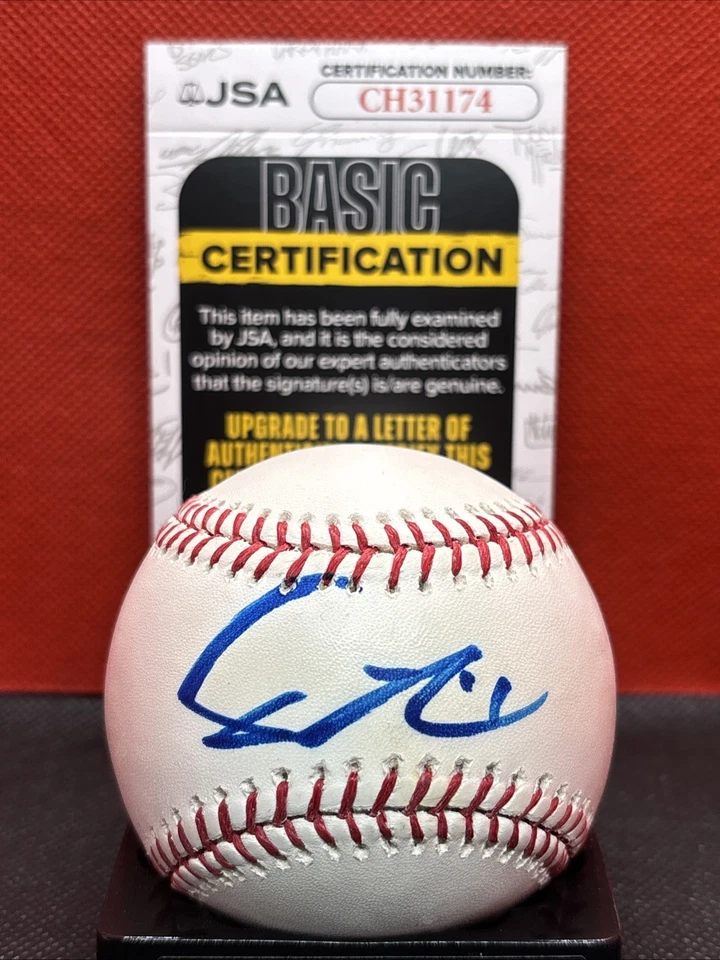 JSA
CERTIFICATION NUMBER:
CH31174
BASIC
CERTIFICATION
This item has been fully examined
by JSA, and it is the considered
opinion of our expert authenticators
that the signature(s) is/are genuine.
UPGRADE TO A LETTER OF
THIS